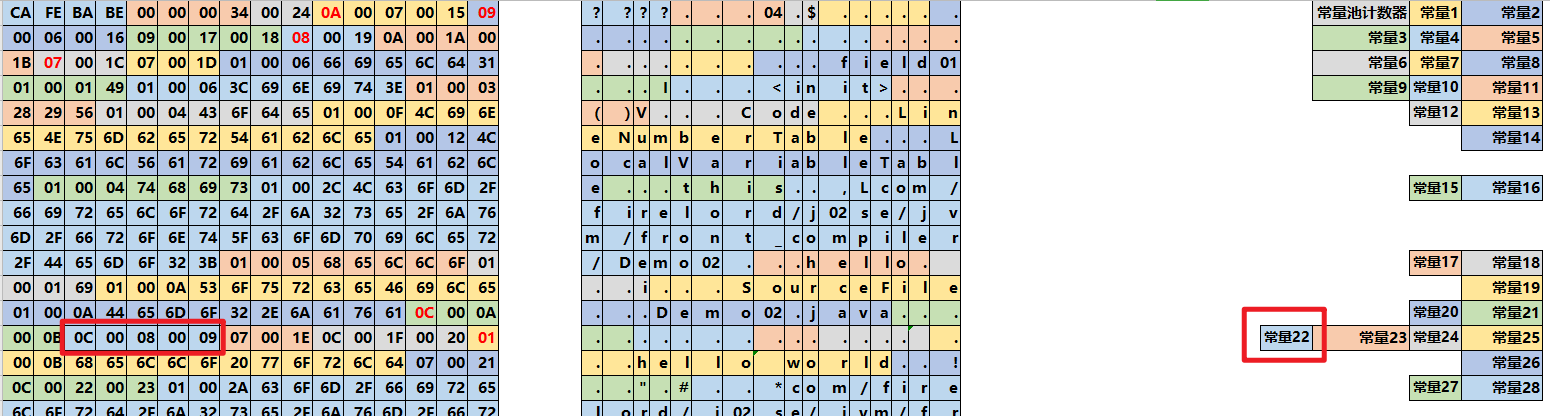 CA FE BA BE 00 00 00 34 00 24 0A 00 07 00 15 09 ? ? ? ? . . . 04 . $ . . . . . . 常量池计数器 常量1 常量2
00 06 00 16 09 00 17 00 18 08 00 19 0A 00 1A 00 . . . . . . . . . . . . . . . . 常量3 常量4 常量5
1B 07 00 1C 07 00 1D 01 00 06 66 69 65 6C 64 31 . . . . . . . . . . f i e l d 01 常量6 常量7 常量8
01 00 01 49 01 00 06 3C 69 6E 69 74 3E 01 00 03 . . . I . . . < i n i t > . . . 常量9 常量10 常量11
28 29 56 01 00 04 43 6F 64 65 01 00 0F 4C 69 6E ( ) V . . . C o d e . . . L i n 常量12 常量13
65 4E 75 6D 62 65 72 54 61 62 6C 65 01 00 12 4C e N u m b e r T a b l e . . . L 常量14
6F 63 61 6C 56 61 72 69 61 62 6C 65 54 61 62 6C o c a l V a r i a b l e T a b l
65 01 00 04 74 68 69 73 01 00 2C 4C 63 6F 6D 2F e . . . t h i s . . , L c o m / 常量15 常量16
66 69 72 65 6C 6F 72 64 2F 6A 32 73 65 2F 6A 76 f i r e l o r d / j 02 s e / j v
6D 2F 66 72 6F 6E 74 5F 63 6F 6D 70 69 6C 65 72 m / f r o n t _ c o m p i l e r
2F 44 65 6D 6F 32 3B 01 00 05 68 65 6C 6C 6F 01 / D e m o 02 . . . . h e l l o . 常量17 常量18
00 01 69 01 00 0A 53 6F 75 72 63 65 46 69 6C 65 . . i . . . S o u r c e F i l e 常量19
01 00 0A 44 65 6D 6F 32 2E 6A 61 76 61 0C 00 0A . . . D e m o 02 . j a v a . . . 常量20 常量21
00 0B 0C 00 08 00 09 07 00 1E 0C 00 1F 00 20 01 . . . . . . . . . . . . . . . 常量22 常量23 常量24 常量25
00 0B 68 65 6C 6C 6F 20 77 6F 72 6C 64 07 00 21 . . h e l l o w o r l d . . ! 常量26
0C 00 22 00 23 01 00 2A 63 6F 6D 2F 66 69 72 65 . . " . # . . * c o m / f i r e 常量27 常量28
6C 6F 72 64 2F 6A 32 73 65 2F 6A 76 6D 2F 66 72 l o r d / j 02 s e / j v m / f r